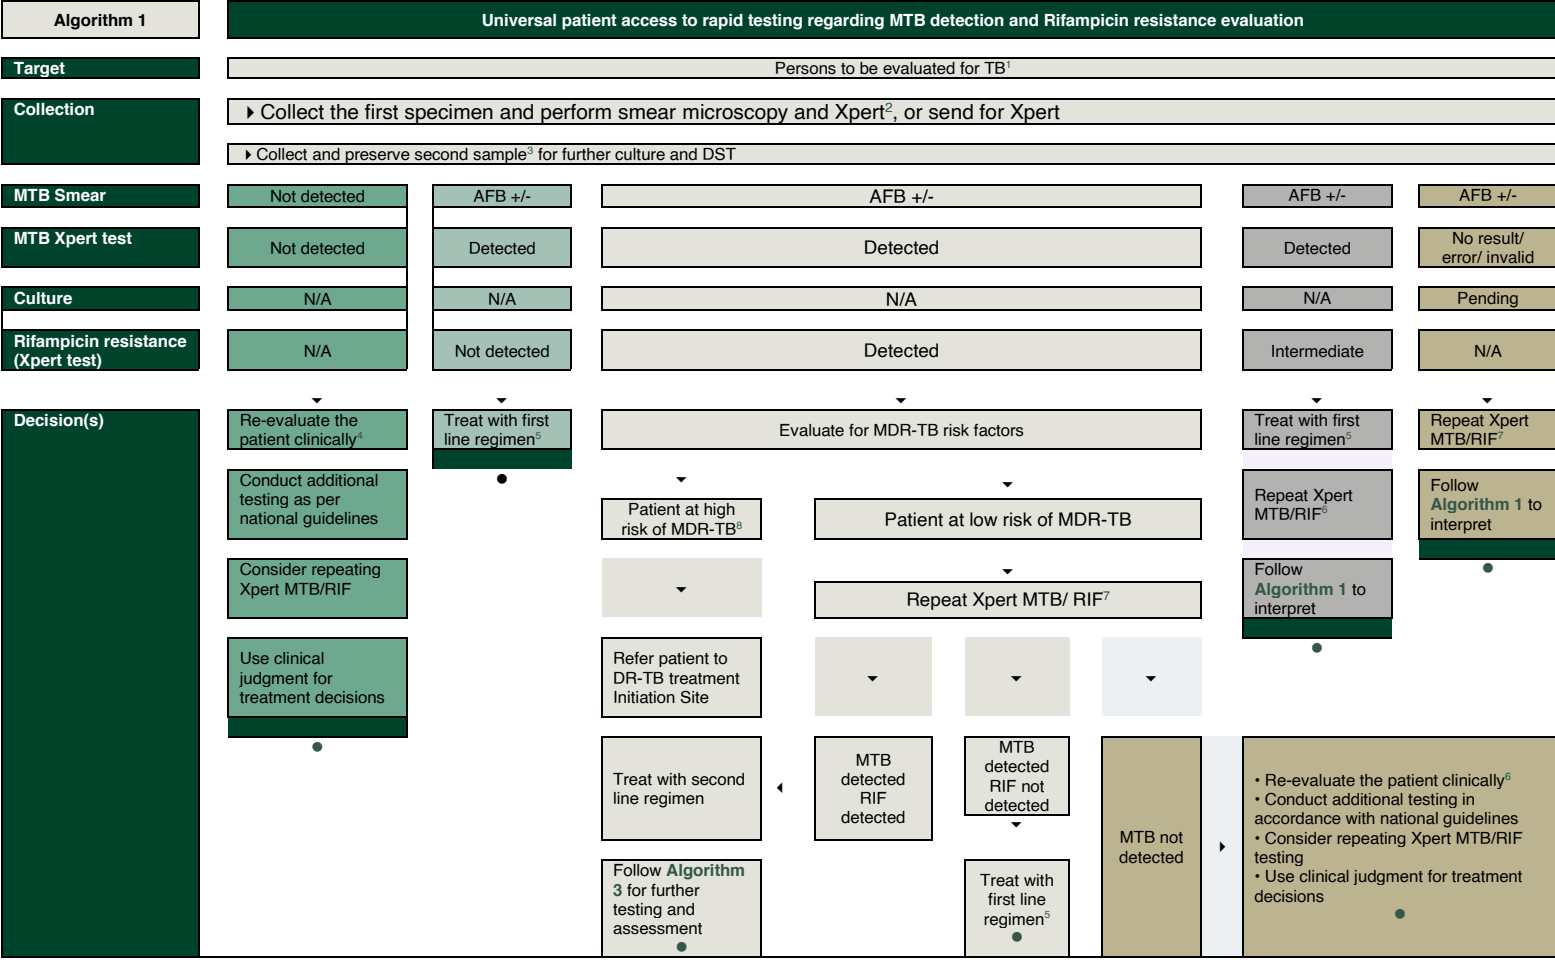 Algorithm 1
Universal patient access to rapid testing regarding MTB detection and Rifampicin resistance evaluation
Target
Persons to be evaluated for TB¹
Collection
Collect the first specimen and perform smear microscopy and Xpert², or send for Xpert
Collect and preserve second sample³ for further culture and DST
MTB Smear
Not detected
AFB +/-
AFB +/-
AFB +/-
AFB +/-
MTB Xpert test
Not detected
Detected
Detected
Detected
No result/
error/ invalid
Culture
N/A
N/A
N/A
N/A
Pending
Rifampicin resistance
(Xpert test)
N/A
Not detected
Detected
Intermediate
N/A
Decision(s)
Re-evaluate the
patient clinically⁴
Conduct additional
testing as per
national guidelines
Consider repeating
Xpert MTB/RIF
Use clinical
judgment for
treatment decisions
Treat with first
line regimen⁵
Evaluate for MDR-TB risk factors
Patient at high
risk of MDR-TB⁸
Refer patient to
DR-TB treatment
Initiation Site
Treat with second
line regimen
Follow Algorithm
3 for further
testing and
assessment
Patient at low risk of MDR-TB
Repeat Xpert MTB/ RIF⁷
MTB
detected
RIF
detected
MTB
detected
RIF not
detected
Treat with
first line
regimen⁵
MTB not
detected
• Re-evaluate the patient clinically⁶
• Conduct additional testing in
accordance with national guidelines
• Consider repeating Xpert MTB/RIF
testing
• Use clinical judgment for treatment
decisions
Treat with first
line regimen⁵
Repeat Xpert
MTB/RIF⁶
Follow
Algorithm 1 to
interpret
Repeat Xpert
MTB/RIF⁷
Follow
Algorithm 1 to
interpret